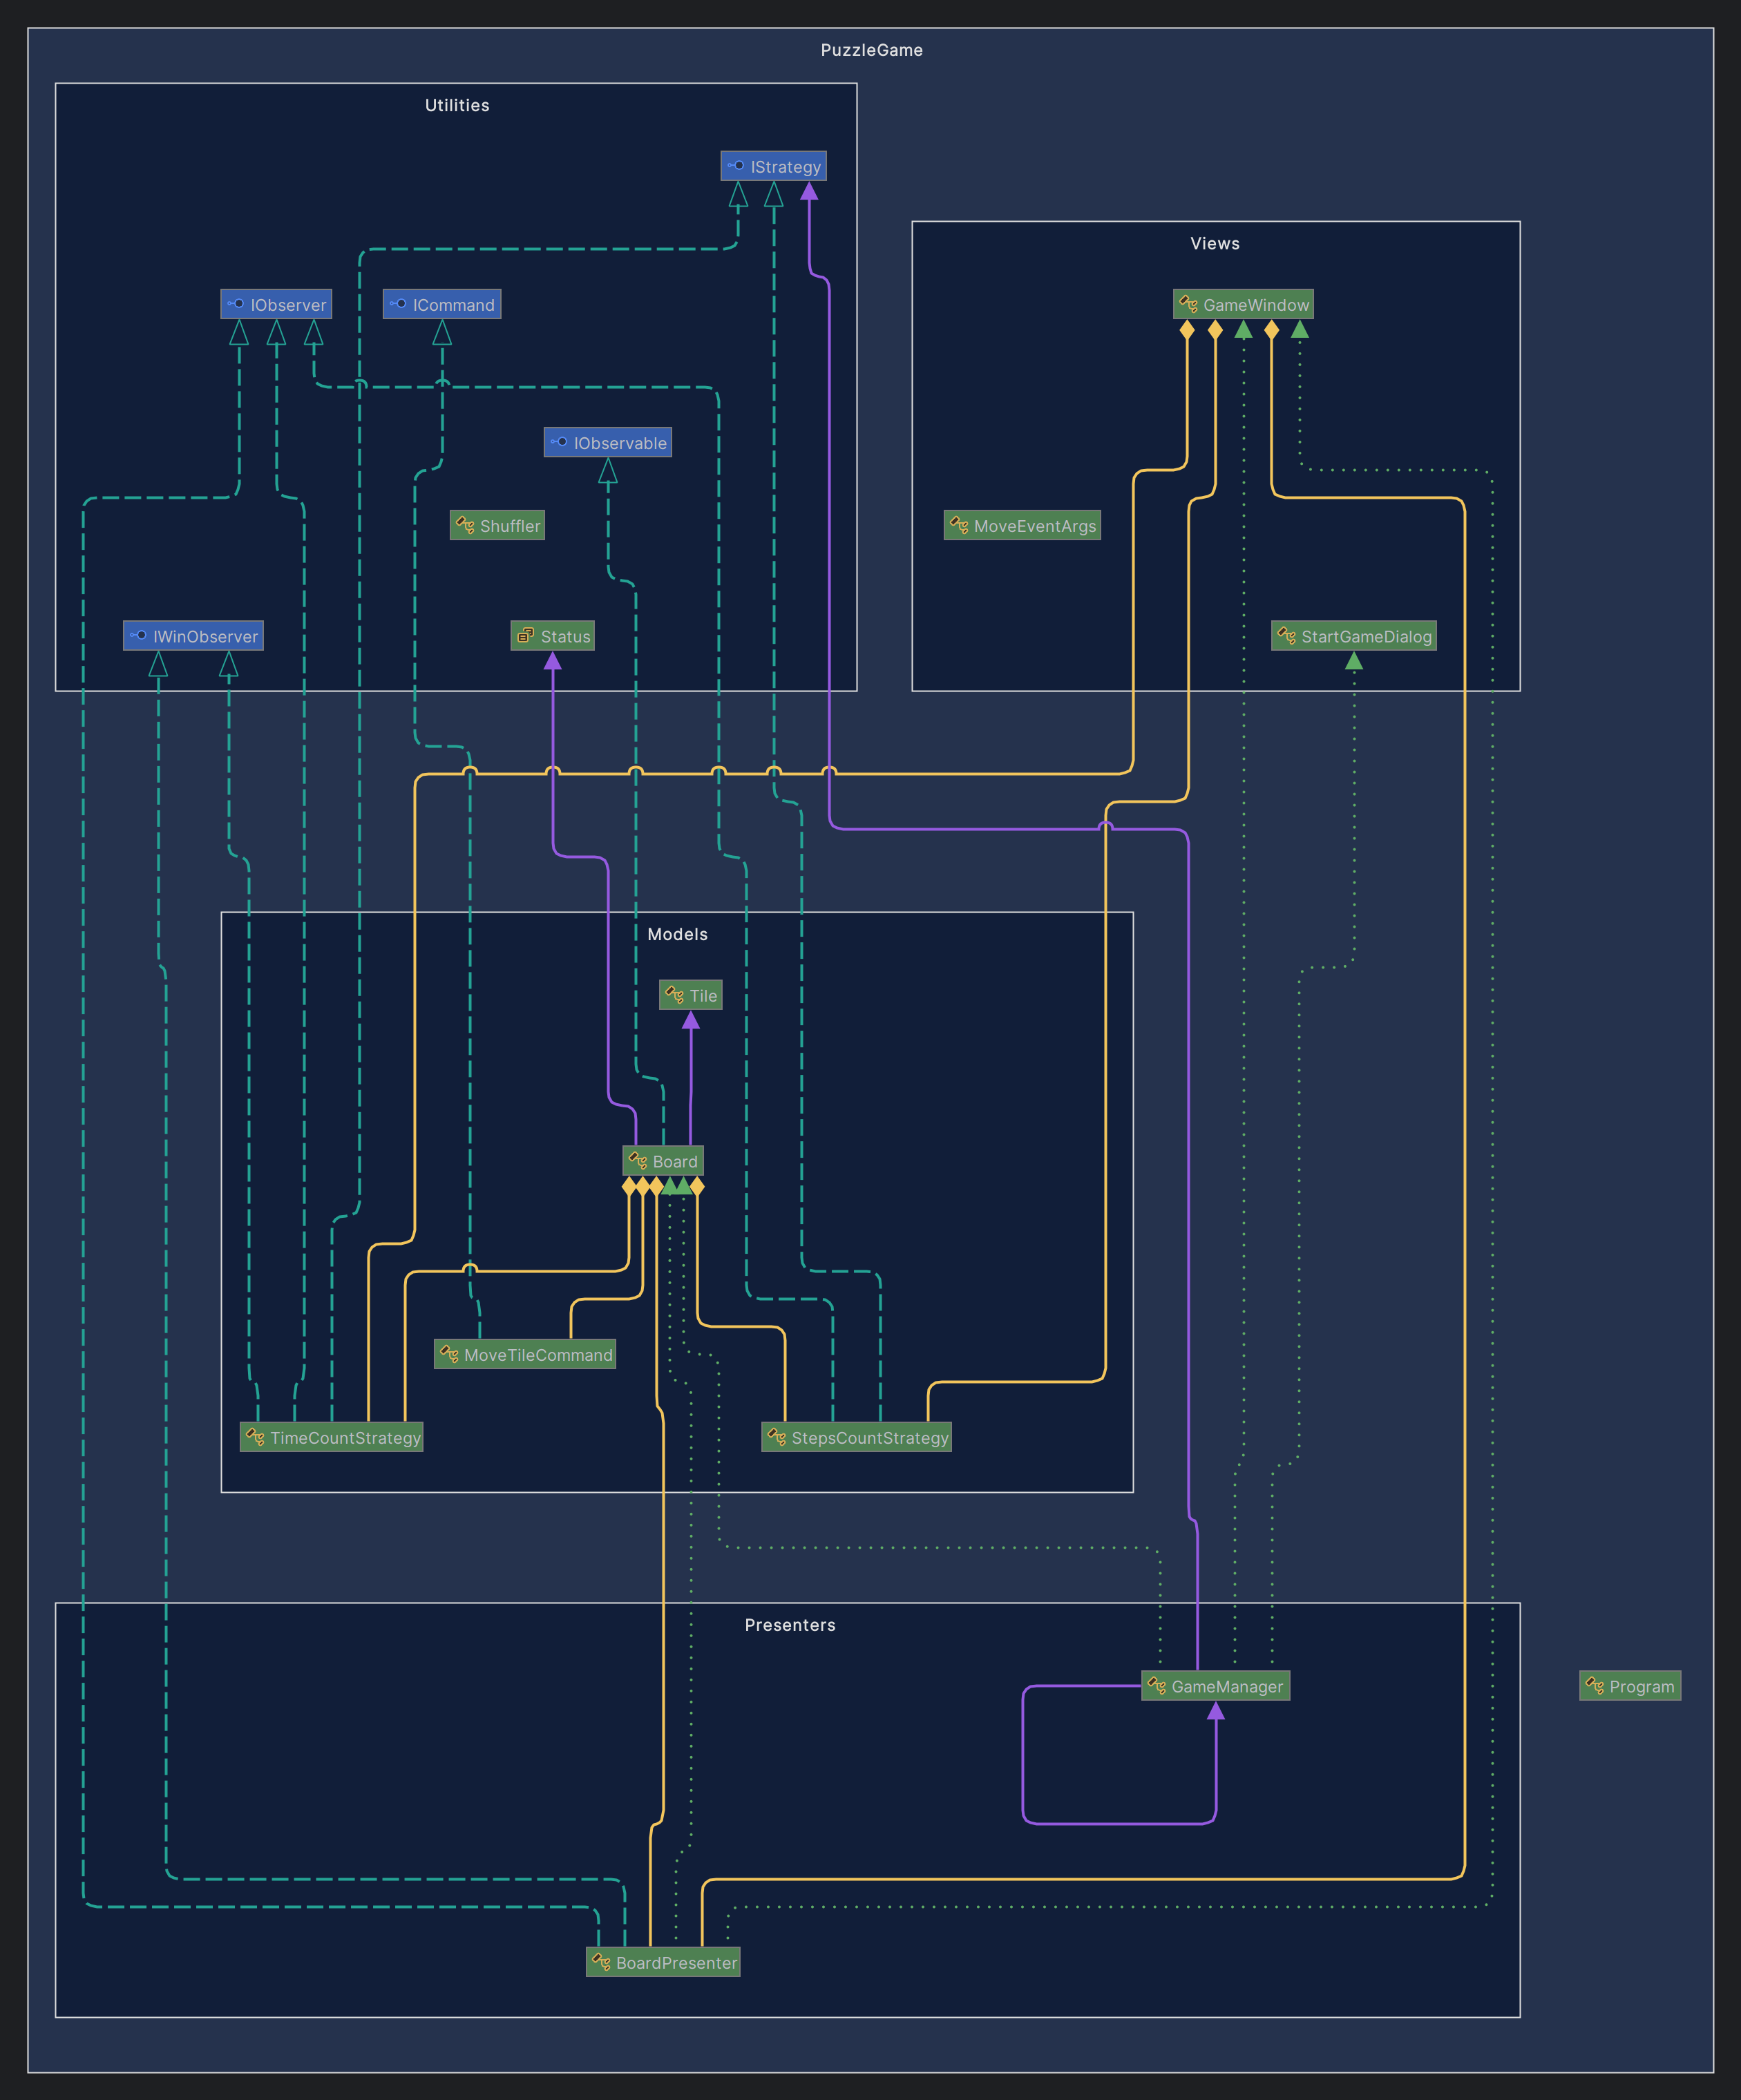 PuzzleGame
Utilities
IStrategy
Views
IObserver
ICommand
GameWindow
IObservable
Shuffler
MoveEventArgs
IWinObserver
Status
StartGameDialog
Models
Tile
Board
MoveTileCommand
TimeCountStrategy
StepsCountStrategy
Presenters
GameManager
Program
BoardPresenter